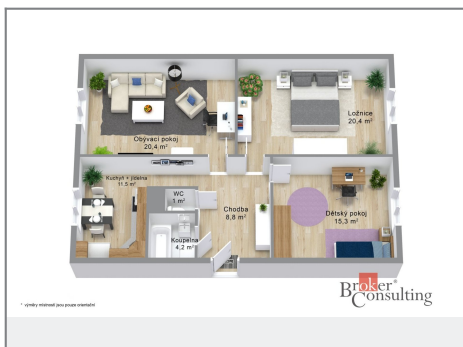 Obývací pokoj
20,4 m²
Ložnice
20,4 m²
Kuchyň + jídelna
11,5 m²
WC
1 m²
Chodba
8,8 m²
Dětský pokoj
15,3 m²
Koupelna
4,2 m²
Broker®
Consulting
* výměry místností jsou pouze orientační